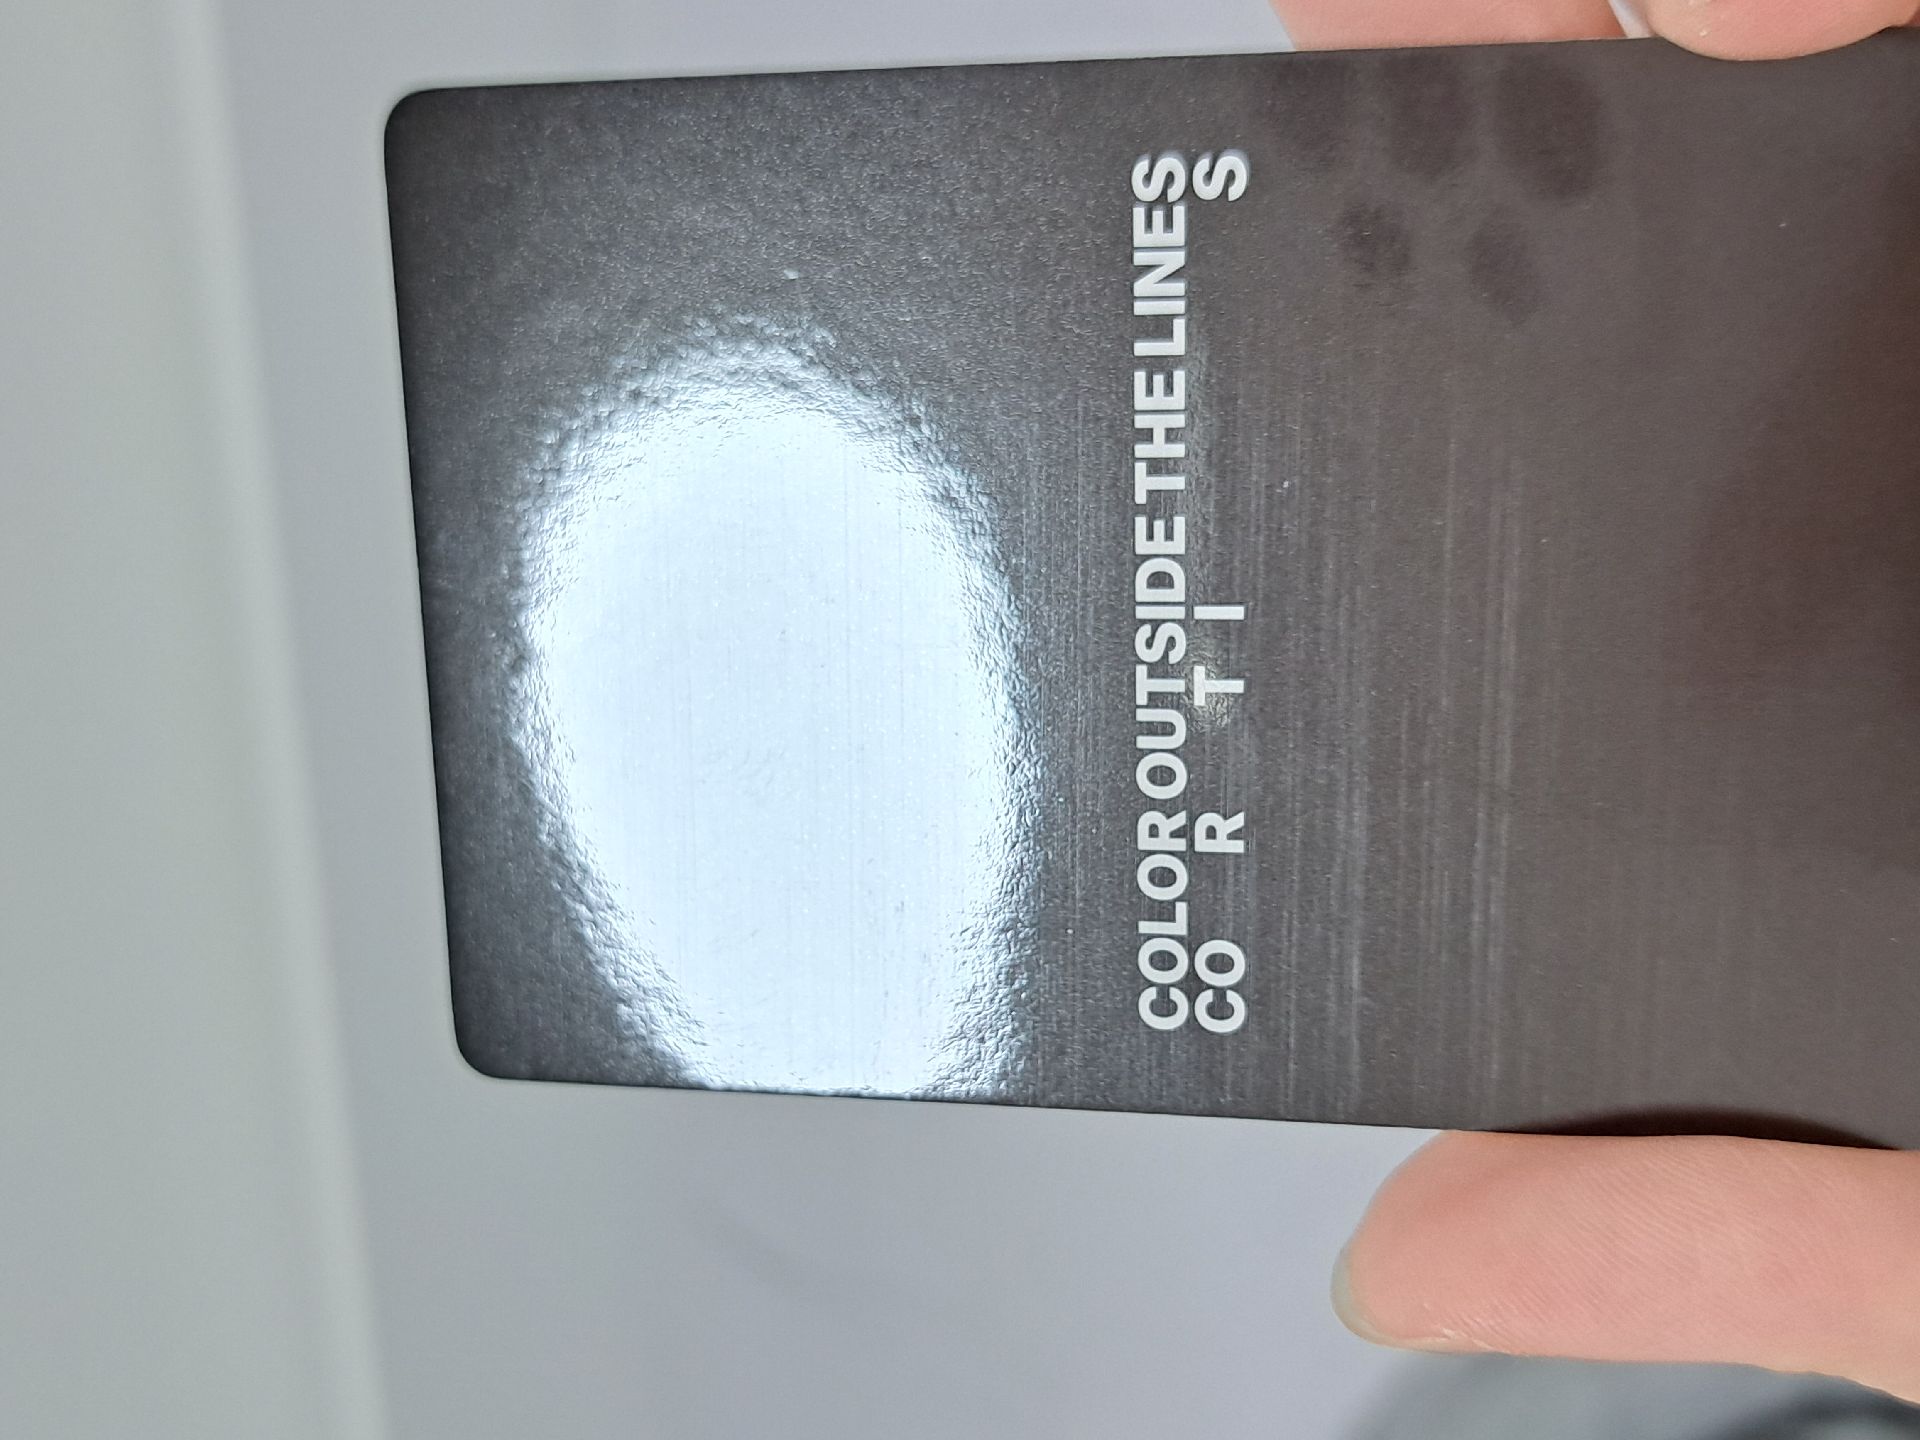 COLOR OUTSIDE THE LINES
CO R T I S